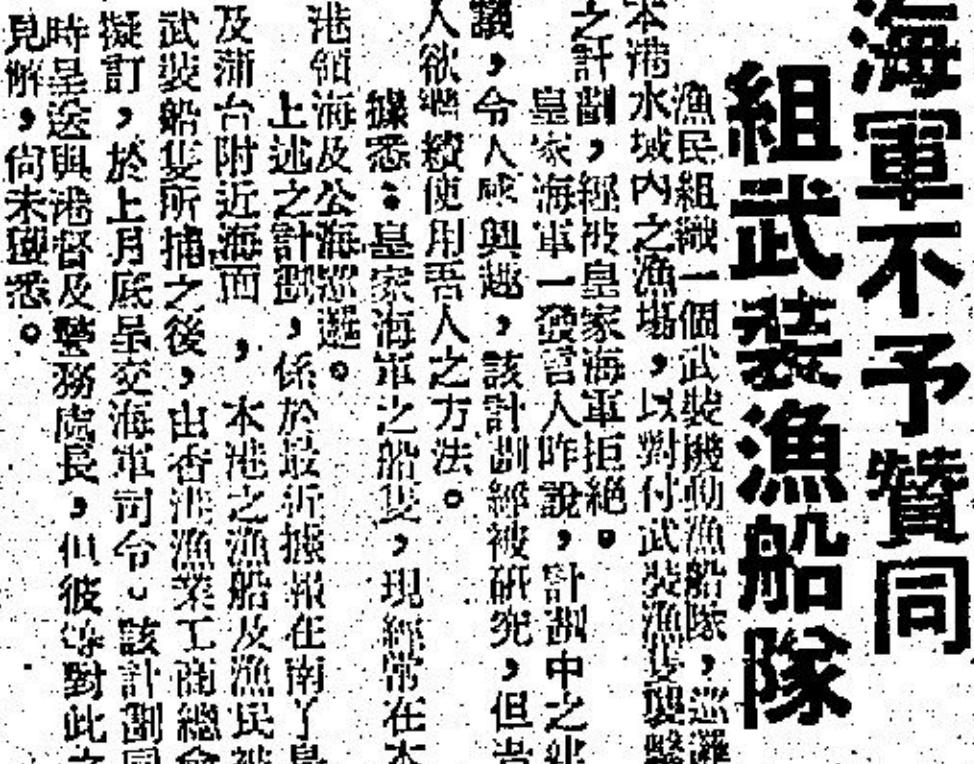 海軍不予贊同
組武裝漁船隊
漁民組織一個武裝機動漁船隊，巡邏
本港水域內之漁場，以對付武裝漁隻
之計劃，經被皇家海軍拒絕。
皇家海軍一發言人昨說，計劃中之建
議，令人感興趣，該計劃經被研究，但吾
人欲繼續使用吾人之方法。
據悉：皇家海軍之船隻，現經常在本
港領海及公海巡邏。
上述之計劃，係於最近據報在南丫島
及蒲台附近海面，本港之漁船及漁民被
武裝船隻所捕之後，由香港漁業工商總會
擬訂，於上月底呈交海軍司令。該計劃同
時呈送與港督及警務處長，但彼等對此之
見解，尙未獲悉。